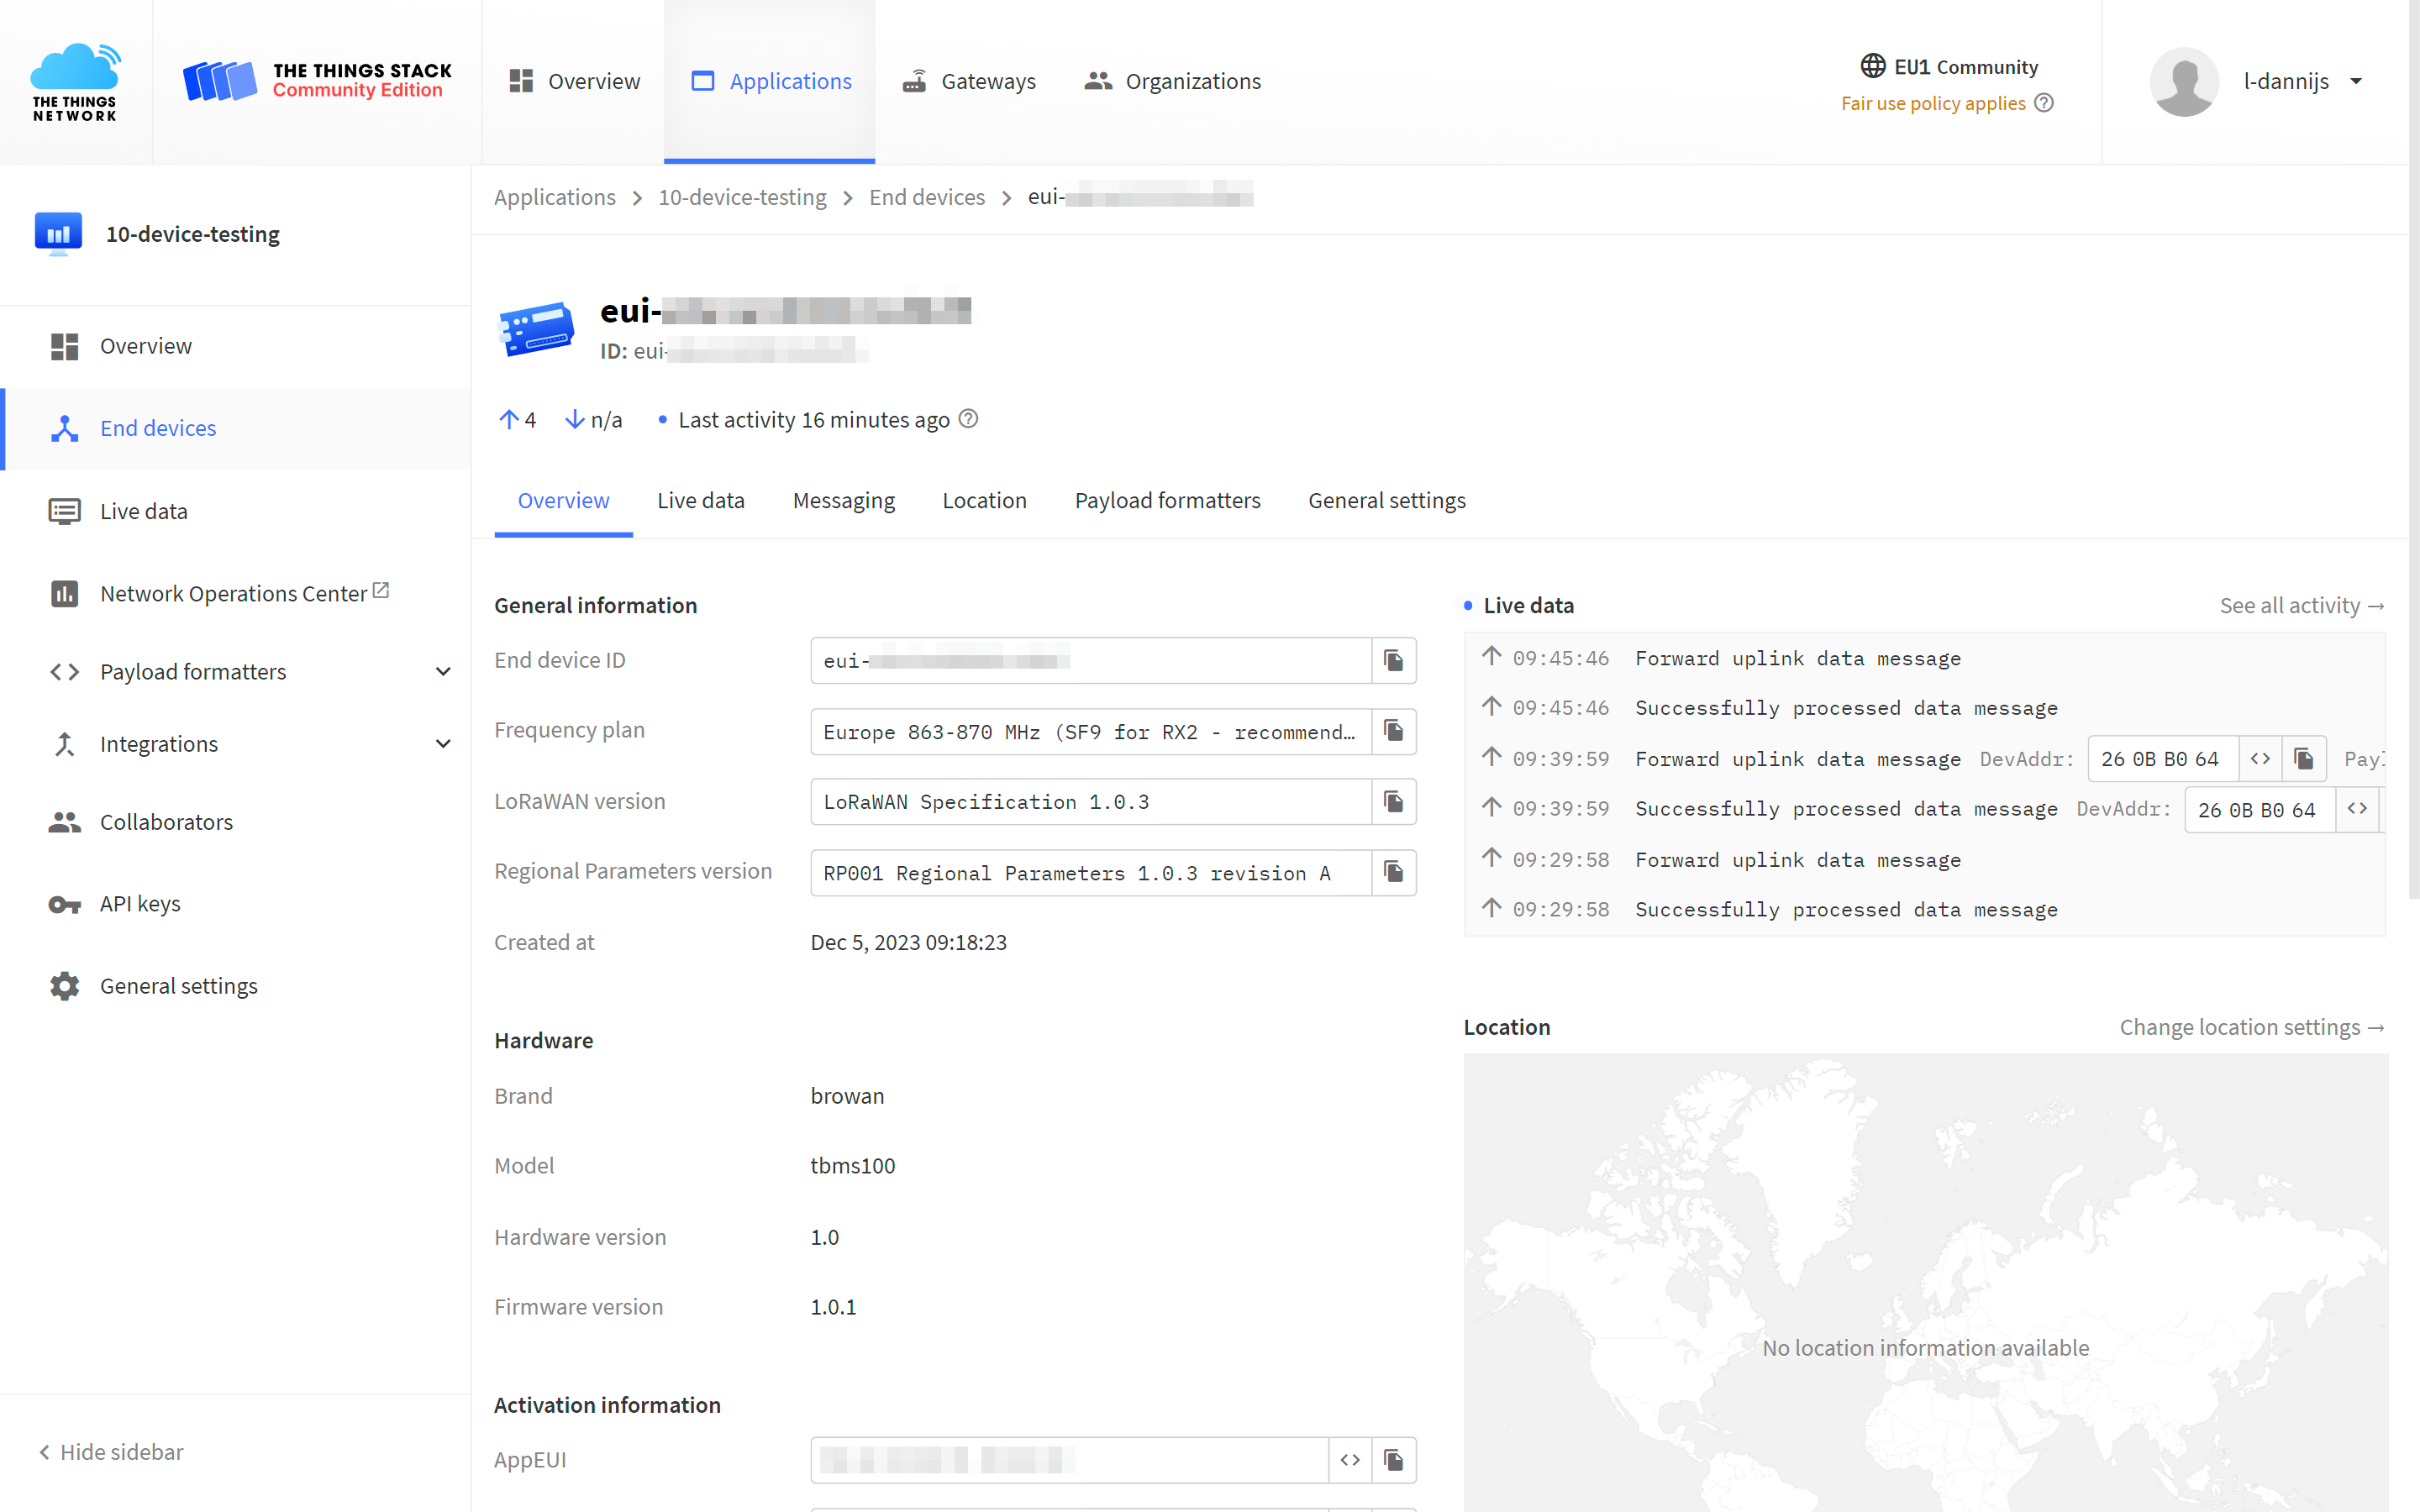 THE THINGS NETWORK
THE THINGS STACK
Community Edition
Overview
Applications
Gateways
Organizations
EU1 Community
Fair use policy applies
l-dannijs
10-device-testing
Overview
End devices
Live data
Network Operations Center
Payload formatters
Integrations
Collaborators
API keys
General settings
Hide sidebar
Applications > 10-device-testing > End devices > eui-
eui-
ID: eui-
4 n/a • Last activity 16 minutes ago
Overview Live data Messaging Location Payload formatters General settings
General information
End device ID eui-
Frequency plan Europe 863-870 MHz (SF9 for RX2 - recommend…
LoRaWAN version LoRaWAN Specification 1.0.3
Regional Parameters version RP001 Regional Parameters 1.0.3 revision A
Created at Dec 5, 2023 09:18:23
Hardware
Brand browan
Model tbms100
Hardware version 1.0
Firmware version 1.0.1
Activation information
AppEUI
Live data See all activity →
09:45:46 Forward uplink data message
09:45:46 Successfully processed data message
09:39:59 Forward uplink data message DevAddr: 26 0B B0 64 <>
09:39:59 Successfully processed data message DevAddr: 26 0B B0 64 <>
09:29:58 Forward uplink data message
09:29:58 Successfully processed data message
Location Change location settings →
No location information available